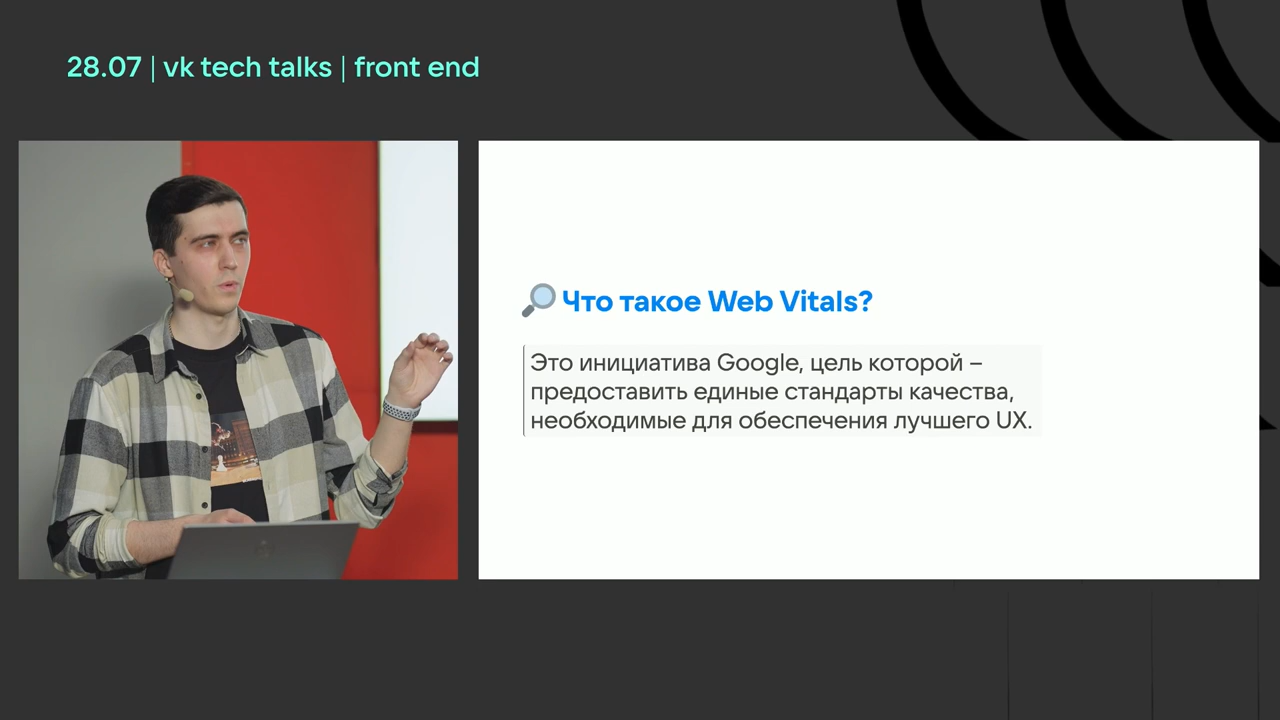 28.07 | vk tech talks | front end
Что такое Web Vitals?
Это инициатива Google, цель которой –
предоставить единые стандарты качества,
необходимые для обеспечения лучшего UX.